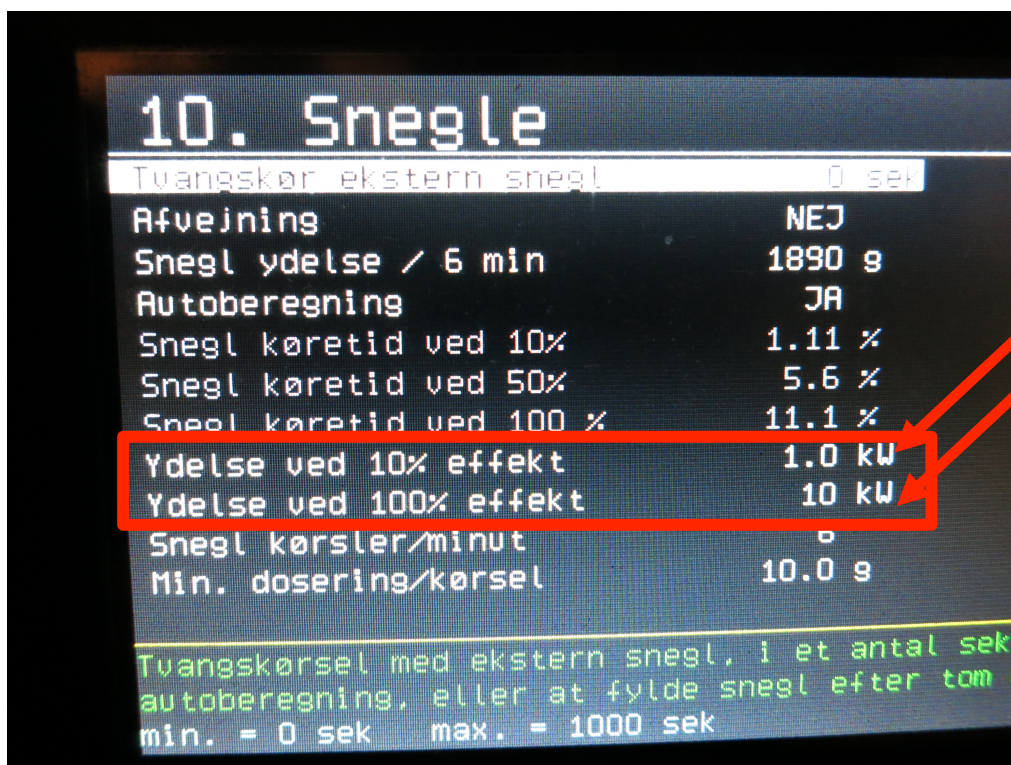 10. Snegle
Tvangskør ekstern snegl 0 sek
Afvejning NEJ
Snegl ydelse / 6 min 1890 g
Autoberegning JA
Snegl køretid ved 10% 1.11 %
Snegl køretid ved 50% 5.6 %
Snegl køretid ved 100 % 11.1 %
Ydelse ved 10% effekt 1.0 kW
Ydelse ved 100% effekt 10 kW
Snegl kørsler/minut
Min. dosering/kørsel 10.0 g
Tvangskørsel med ekstern snegl, i et antal sek
autoberegning, eller at fylde snegl efter tom
min. = 0 sek max. = 1000 sek